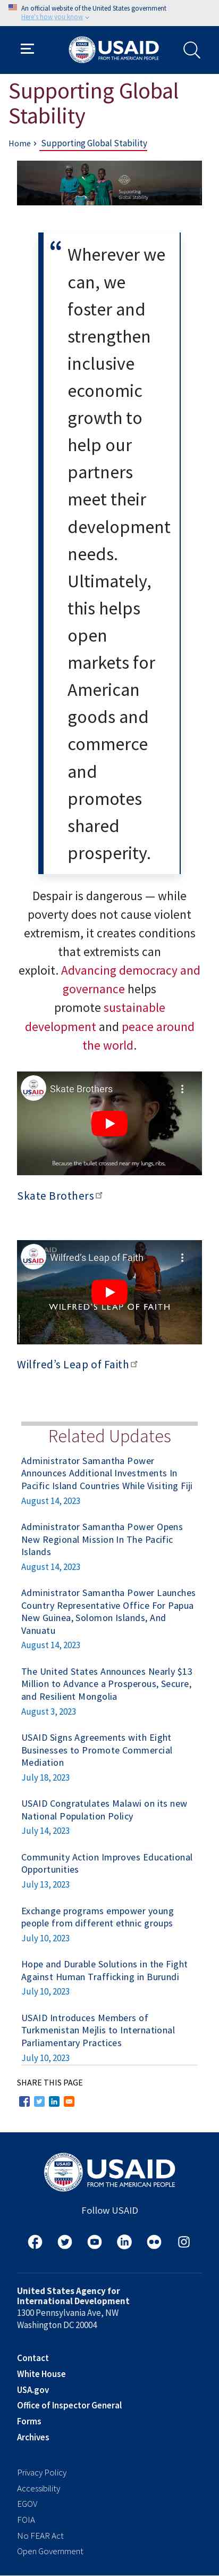 An official website of the United States government
Here's how you know
USAID
FROM THE AMERICAN PEOPLE
Supporting Global
Stability
Home › Supporting Global Stability
Supporting
Global Stability
“ Wherever we
can, we
foster and
strengthen
inclusive
economic
growth to
help our
partners
meet their
development
needs.
Ultimately,
this helps
open
markets for
American
goods and
commerce
and
promotes
shared
prosperity.
Despair is dangerous — while
poverty does not cause violent
extremism, it creates conditions
that extremists can
exploit. Advancing democracy and
governance helps
promote sustainable
development and peace around
the world.
Skate Brothers
Because the bullet crossed near my lungs, ribs,
Skate Brothers
Wilfred's Leap of Faith
WILFRED'S LEAP OF FAITH
Wilfred’s Leap of Faith
Related Updates
Administrator Samantha Power
Announces Additional Investments In
Pacific Island Countries While Visiting Fiji
August 14, 2023
Administrator Samantha Power Opens
New Regional Mission In The Pacific
Islands
August 14, 2023
Administrator Samantha Power Launches
Country Representative Office For Papua
New Guinea, Solomon Islands, And
Vanuatu
August 14, 2023
The United States Announces Nearly $13
Million to Advance a Prosperous, Secure,
and Resilient Mongolia
August 3, 2023
USAID Signs Agreements with Eight
Businesses to Promote Commercial
Mediation
July 18, 2023
USAID Congratulates Malawi on its new
National Population Policy
July 14, 2023
Community Action Improves Educational
Opportunities
July 13, 2023
Exchange programs empower young
people from different ethnic groups
July 10, 2023
Hope and Durable Solutions in the Fight
Against Human Trafficking in Burundi
July 10, 2023
USAID Introduces Members of
Turkmenistan Mejlis to International
Parliamentary Practices
July 10, 2023
SHARE THIS PAGE
USAID
FROM THE AMERICAN PEOPLE
Follow USAID
United States Agency for
International Development
1300 Pennsylvania Ave, NW
Washington DC 20004
Contact
White House
USA.gov
Office of Inspector General
Forms
Archives
Privacy Policy
Accessibility
EGOV
FOIA
No FEAR Act
Open Government